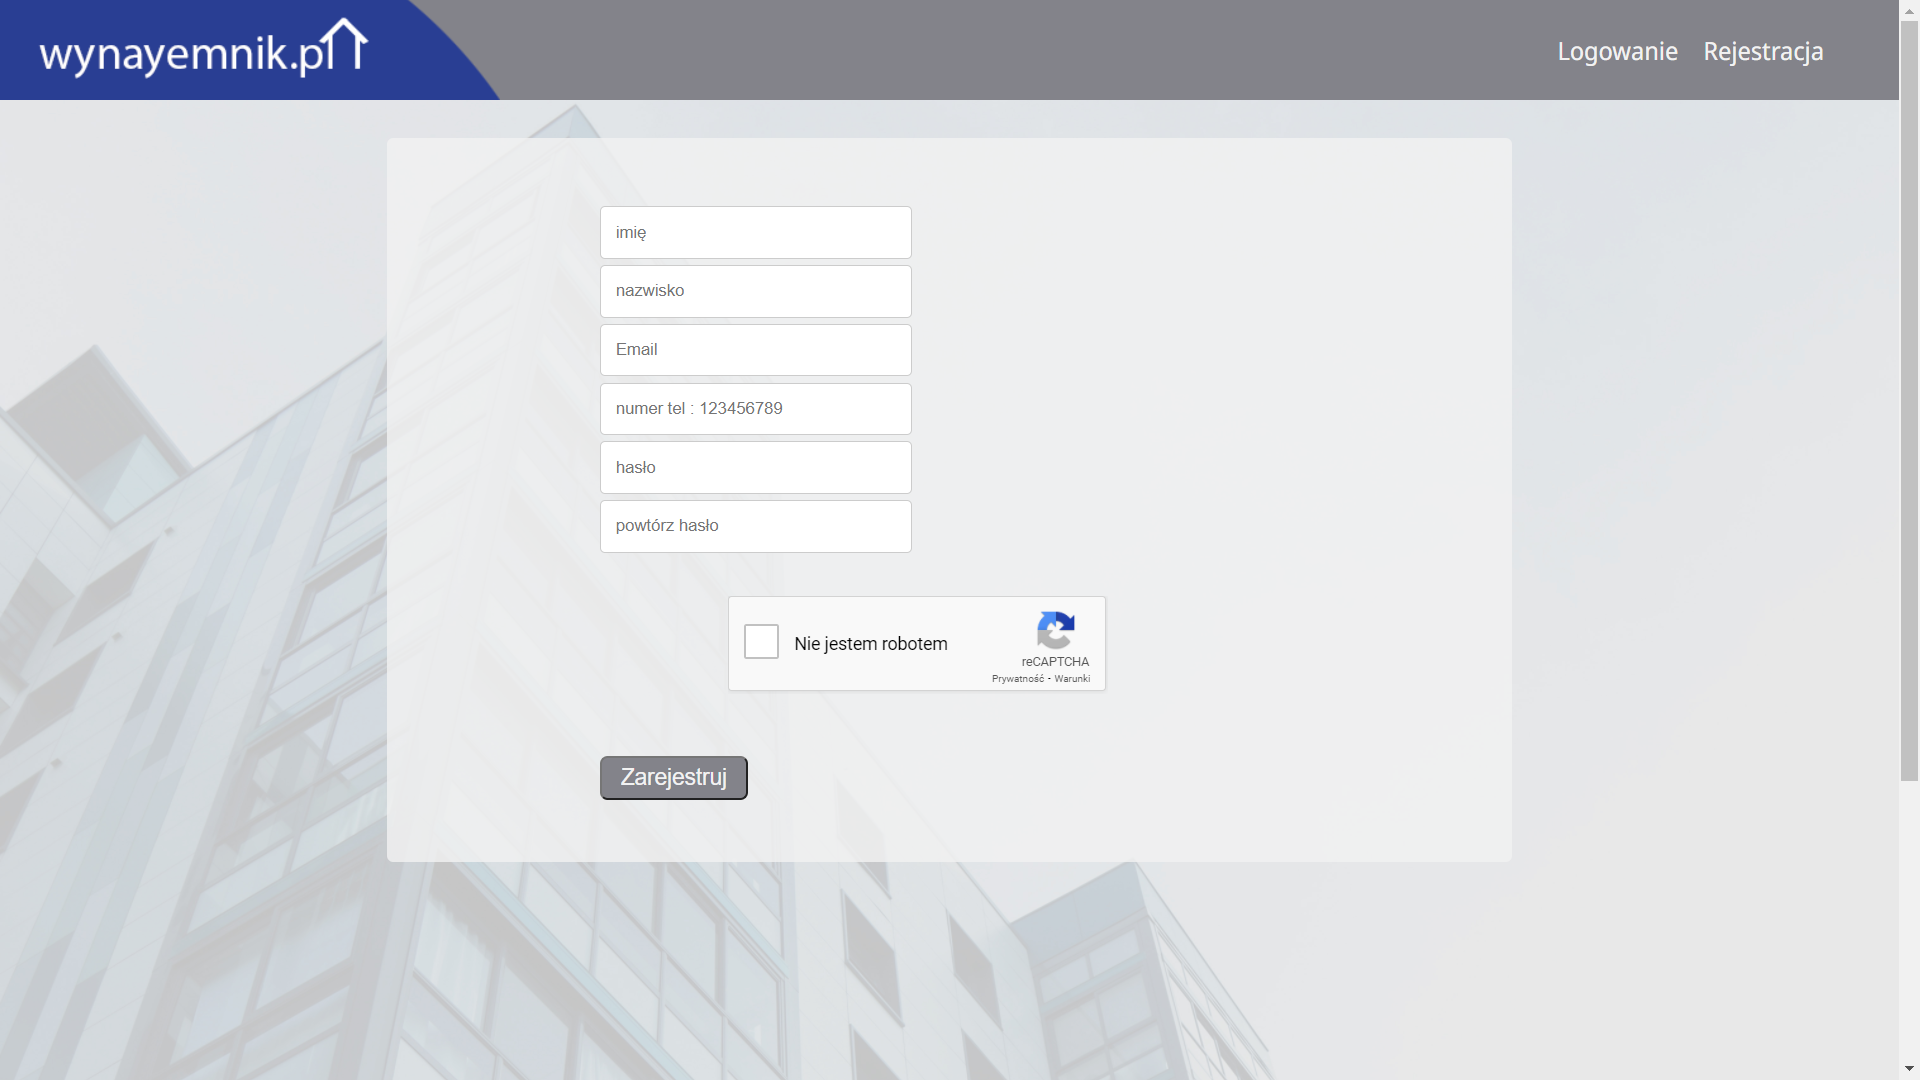 wynayemnik.pl
Logowanie Rejestracja
imię
nazwisko
Email
numer tel : 123456789
hasło
powtórz hasło
Nie jestem robotem
reCAPTCHA
Prywatność - Warunki
Zarejestruj